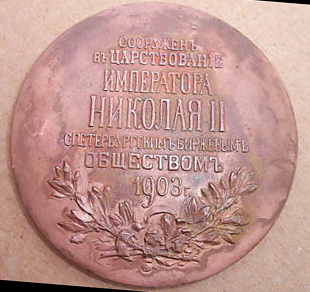 СООРУЖЕНЪ
ВЪ ЦАРСТВОВАНІЕ
ИМПЕРАТОРА
НИКОЛАЯ II
С.ПЕТЕРБУРГСКИМЪ БИРЖЕВЫМЪ
ОБЩЕСТВОМЪ
1903 г.